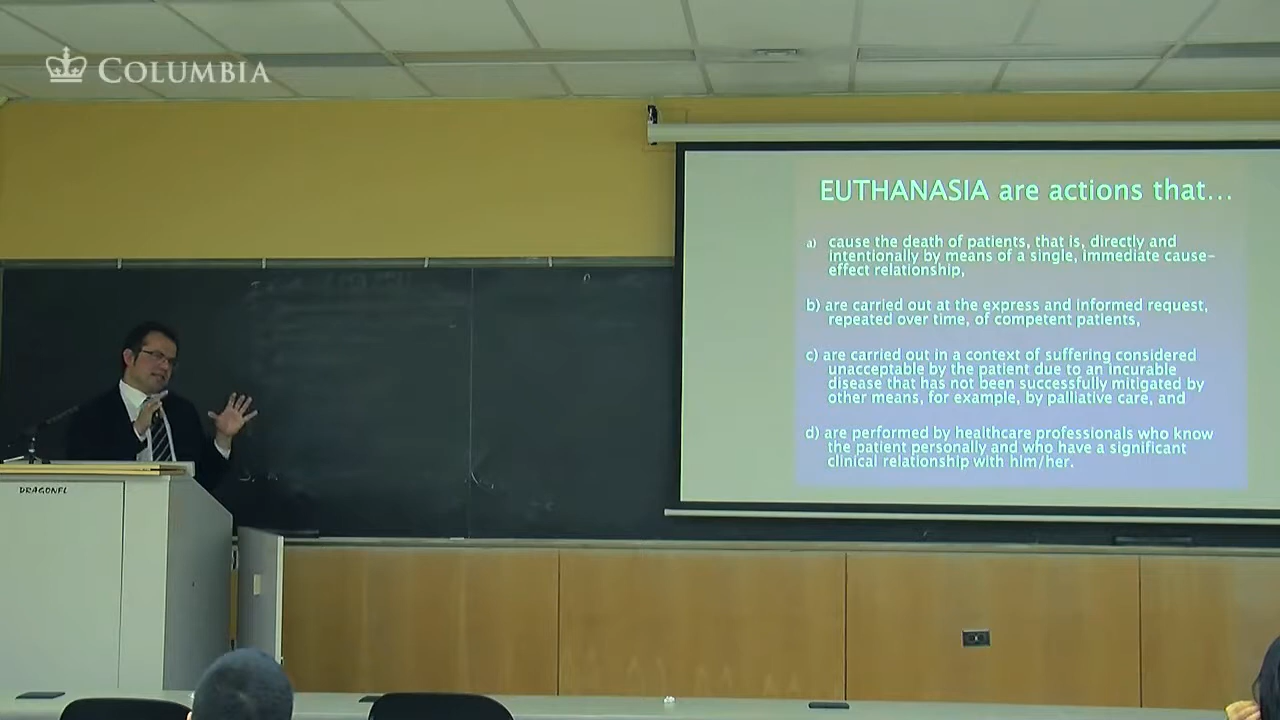 COLUMBIA
EUTHANASIA are actions that...
a) cause the death of patients, that is, directly and
intentionally by means of a single, immediate cause-
effect relationship,
b) are carried out at the express and informed request,
repeated over time, of competent patients,
c) are carried out in a context of suffering considered
unacceptable by the patient due to an incurable
disease that has not been successfully mitigated by
other means, for example, by palliative care, and
d) are performed by healthcare professionals who know
the patient personally and who have a significant
clinical relationship with him/her.
DRAGONFL